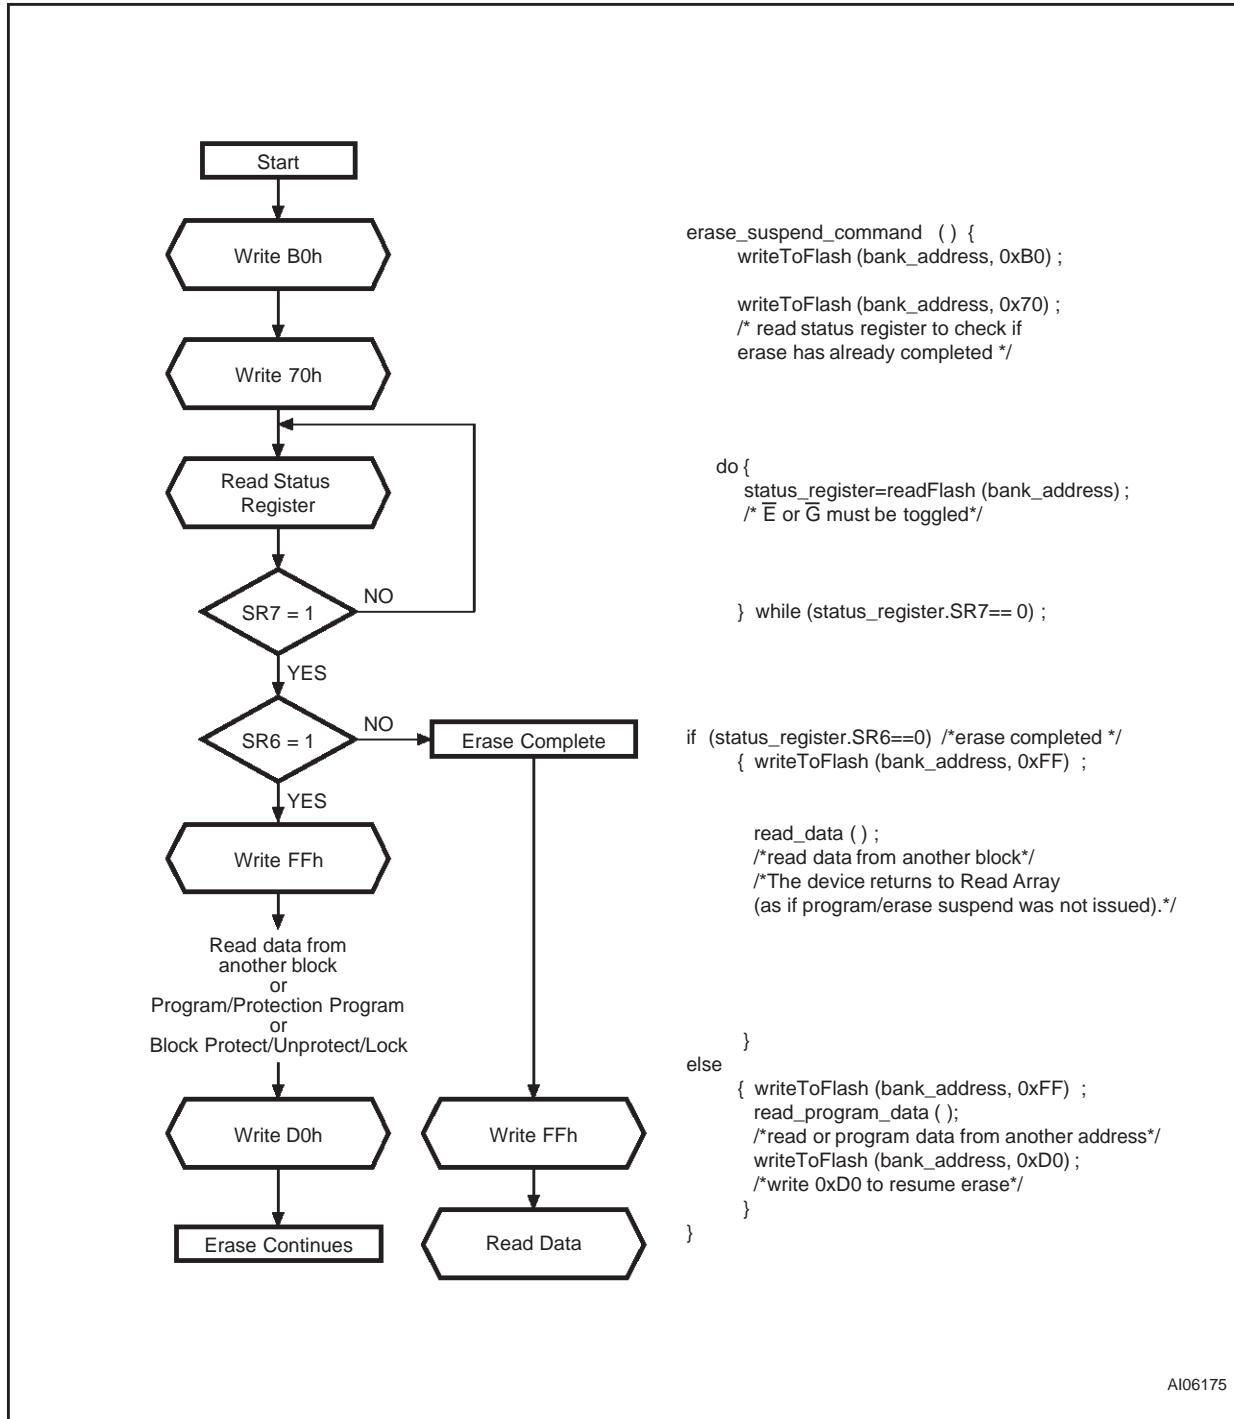 Start
Write B0h
Write 70h
Read Status
Register
SR7 = 1
NO
YES
SR6 = 1
NO
Erase Complete
YES
Write FFh
Read data from
another block
or
Program/Protection Program
or
Block Protect/Unprotect/Lock
Write D0h
Erase Continues
Write FFh
Read Data
erase_suspend_command ( ) {
writeToFlash (bank_address, 0xB0) ;
writeToFlash (bank_address, 0x70) ;
/* read status register to check if
erase has already completed */
do {
status_register=readFlash (bank_address) ;
/* E̅ or G̅ must be toggled*/
} while (status_register.SR7== 0) ;
if (status_register.SR6==0) /*erase completed */
{ writeToFlash (bank_address, 0xFF) ;
read_data ( ) ;
/*read data from another block*/
/*The device returns to Read Array
(as if program/erase suspend was not issued).*/
}
else
{ writeToFlash (bank_address, 0xFF) ;
read_program_data ( );
/*read or program data from another address*/
writeToFlash (bank_address, 0xD0) ;
/*write 0xD0 to resume erase*/
}
}
AI06175